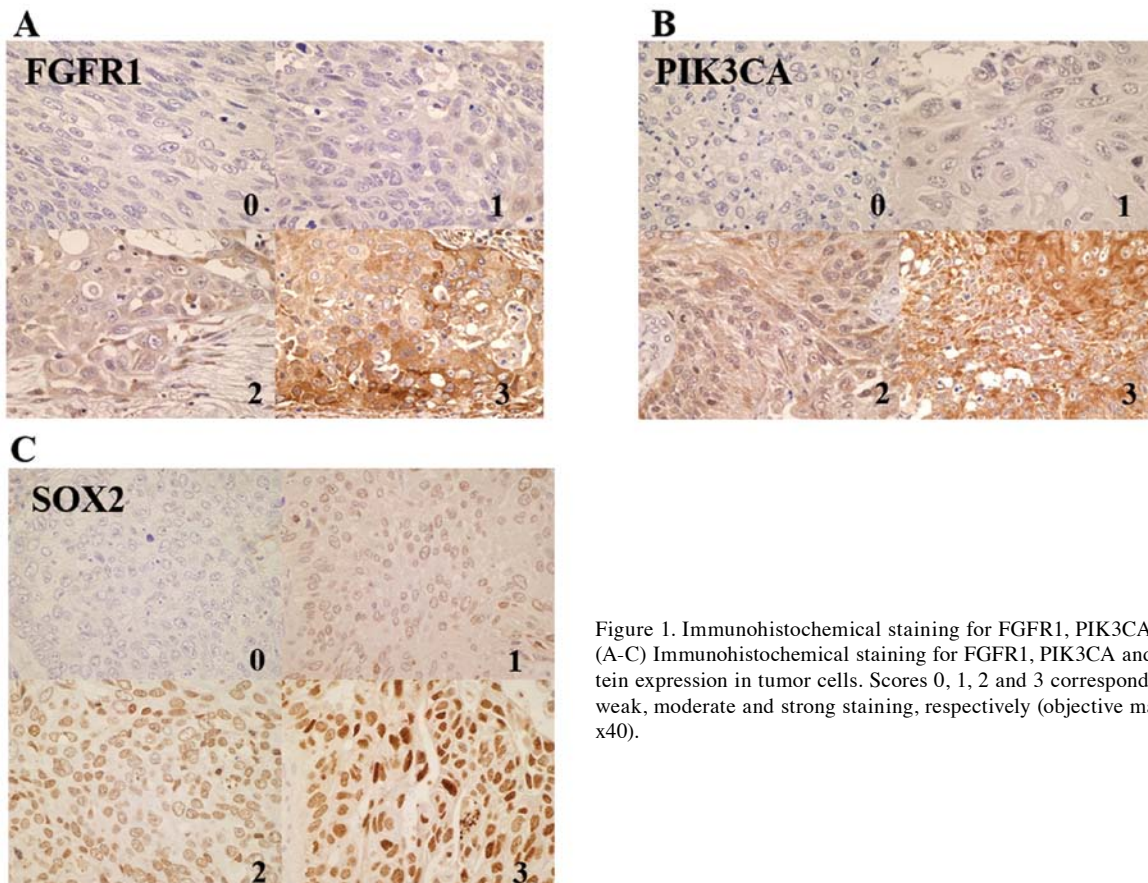 A
FGFR1
0
1
2
3
B
PIK3CA
0
1
2
3
C
SOX2
0
1
2
3
Figure 1. Immunohistochemical staining for FGFR1, PIK3CA
(A-C) Immunohistochemical staining for FGFR1, PIK3CA and
tein expression in tumor cells. Scores 0, 1, 2 and 3 correspond
weak, moderate and strong staining, respectively (objective ma
x40).